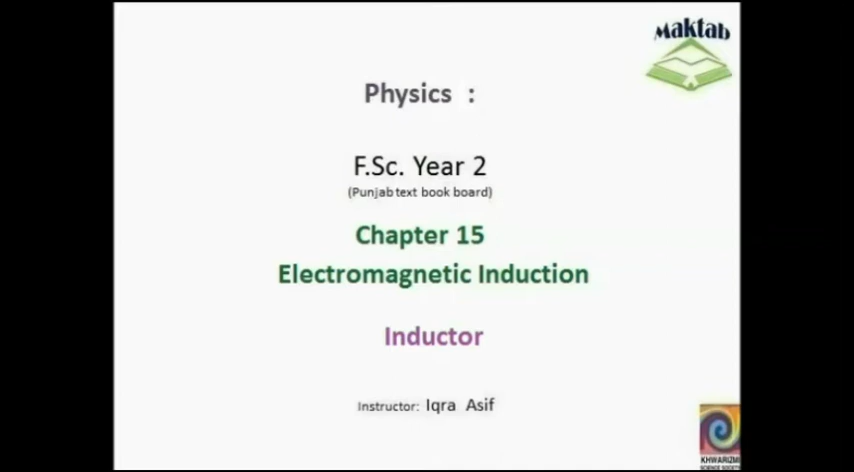 Maktab
Physics :
F.Sc. Year 2
(Punjab text book board)
Chapter 15
Electromagnetic Induction
Inductor
Instructor: Iqra Asif
KHWARIZMI
SCIENCE SOCIETY